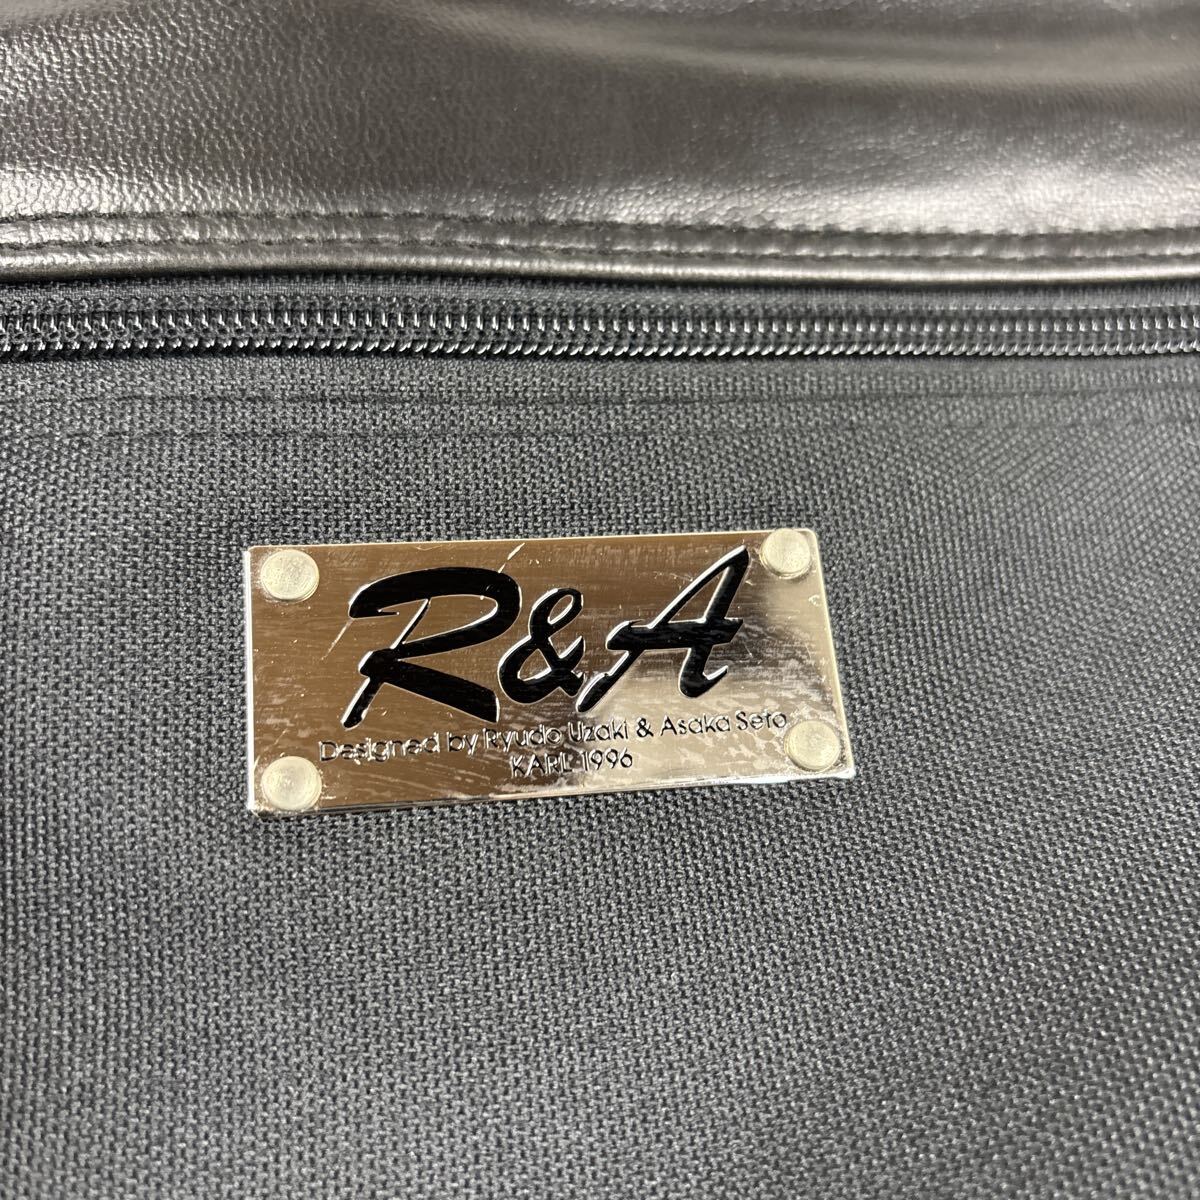 R&A
Designed by Ryudo Uzaki & Asaka Seto
KARL 1996